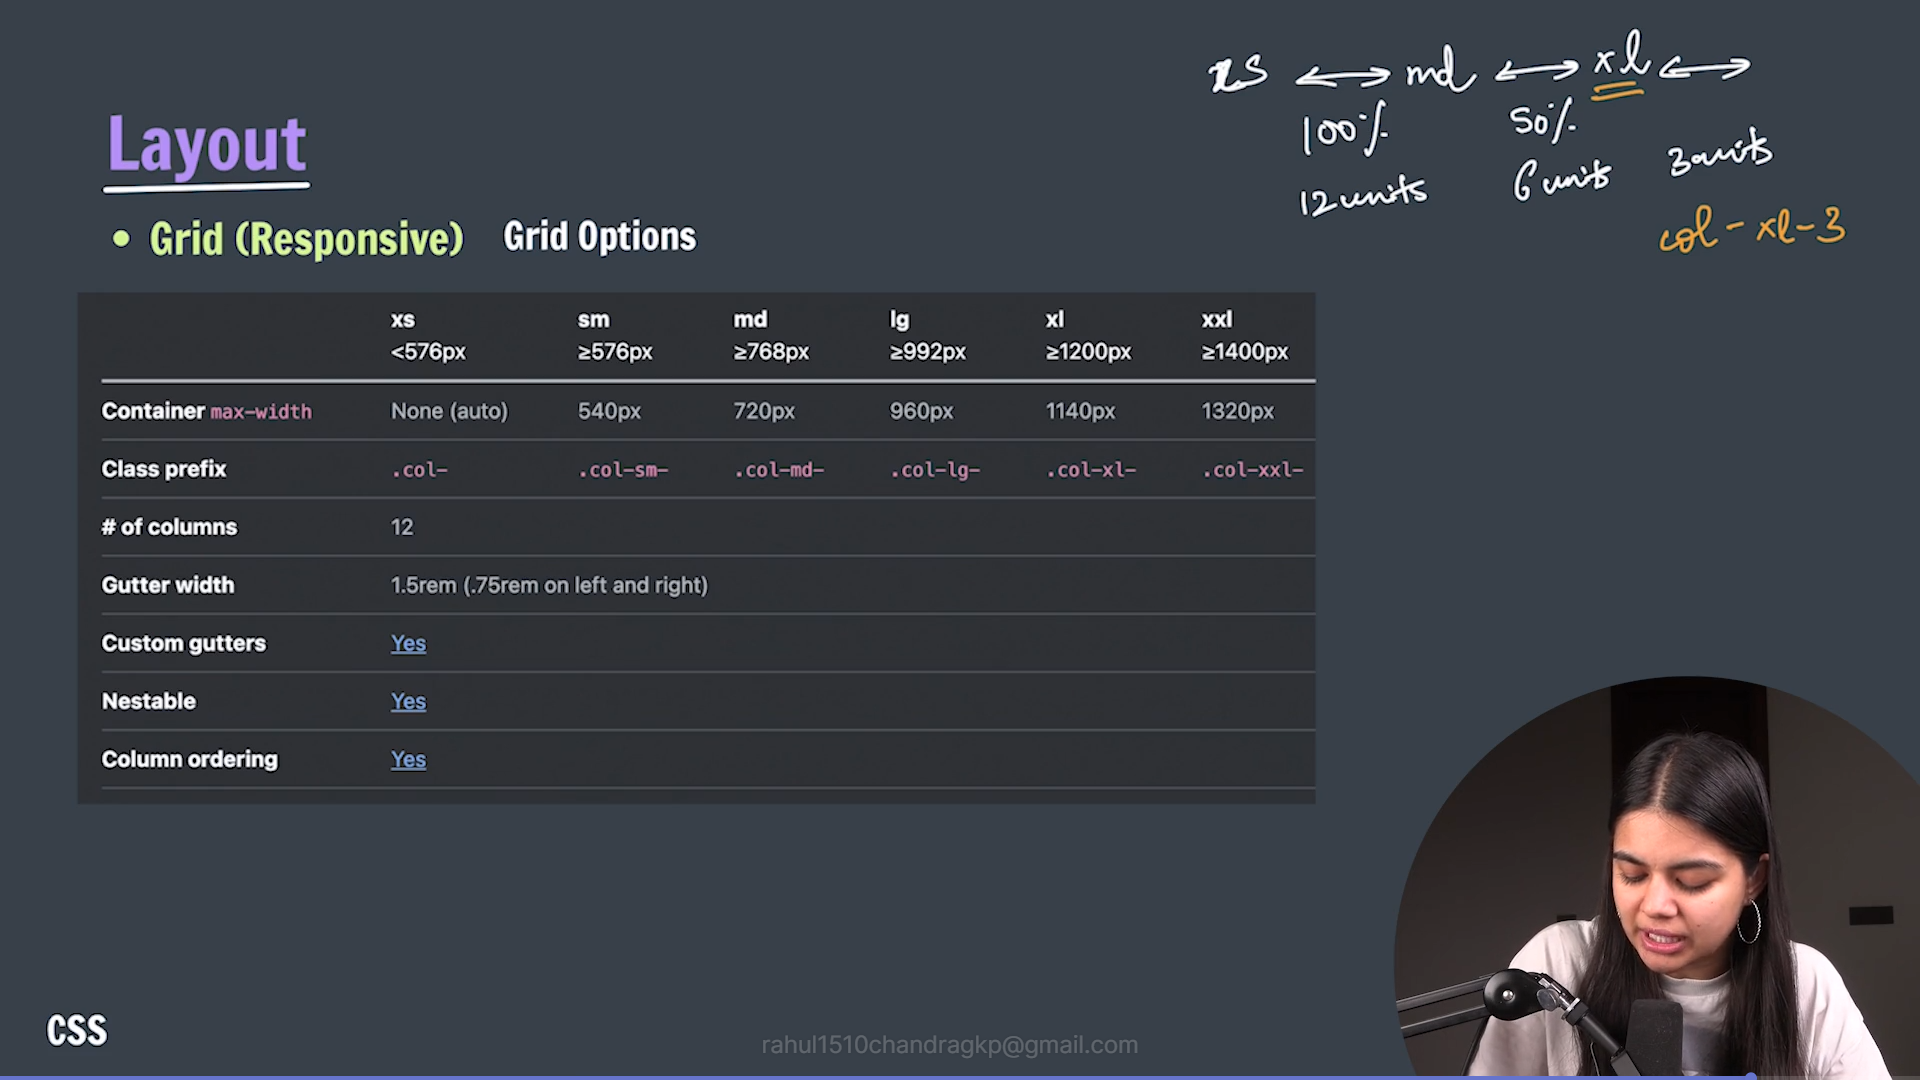 xs ⟷ md ⟷ xl ⟷
100% 50%
12 units 6 units 3 units
col-xl-3
Layout
• Grid (Responsive) Grid Options
xs sm md lg xl xxl
<576px ≥576px ≥768px ≥992px ≥1200px ≥1400px
Container max-width None (auto) 540px 720px 960px 1140px 1320px
Class prefix .col- .col-sm- .col-md- .col-lg- .col-xl- .col-xxl-
# of columns 12
Gutter width 1.5rem (.75rem on left and right)
Custom gutters Yes
Nestable Yes
Column ordering Yes
CSS
rahul1510chandragkp@gmail.com